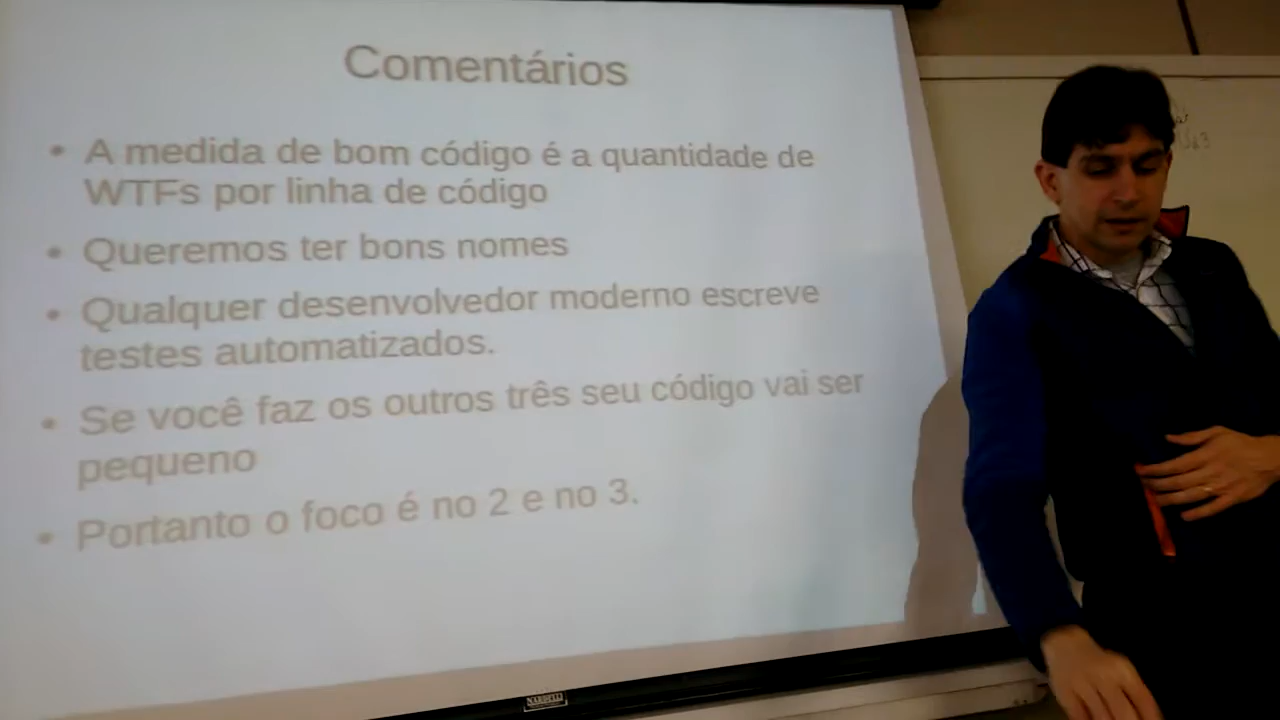 Comentários
• A medida de bom código é a quantidade de
WTFs por linha de código
• Queremos ter bons nomes
• Qualquer desenvolvedor moderno escreve
testes automatizados.
• Se você faz os outros três seu código vai ser
pequeno
• Portanto o foco é no 2 e no 3.